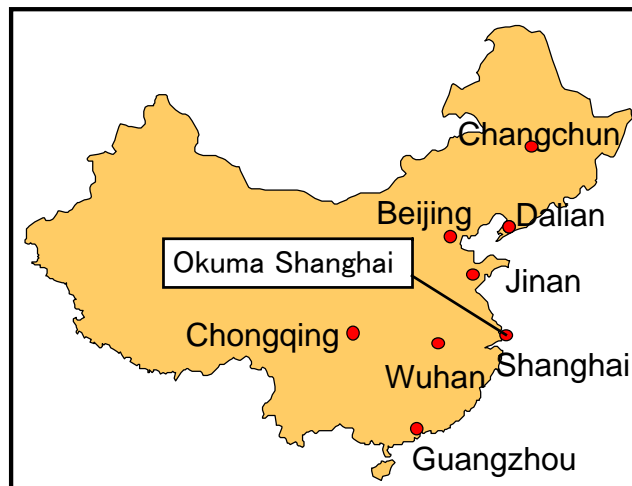 Changchun
Beijing
Dalian
Okuma Shanghai
Jinan
Chongqing
Wuhan
Shanghai
Guangzhou